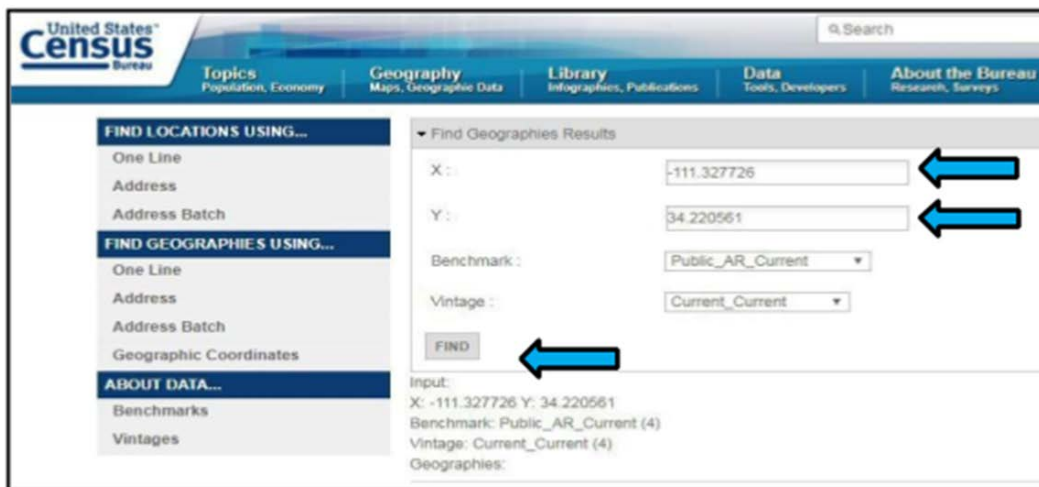 United States™
Census
Bureau
Search
Topics
Population, Economy
Geography
Maps, Geographic Data
Library
Infographics, Publications
Data
Tools, Developers
About the Bureau
Research, Surveys
FIND LOCATIONS USING...
One Line
Address
Address Batch
FIND GEOGRAPHIES USING...
One Line
Address
Address Batch
Geographic Coordinates
ABOUT DATA...
Benchmarks
Vintages
Find Geographies Results
X :
-111.327726
Y :
34.220561
Benchmark :
Public_AR_Current
Vintage :
Current_Current
FIND
Input:
X: -111.327726 Y: 34.220561
Benchmark: Public_AR_Current (4)
Vintage: Current_Current (4)
Geographies: